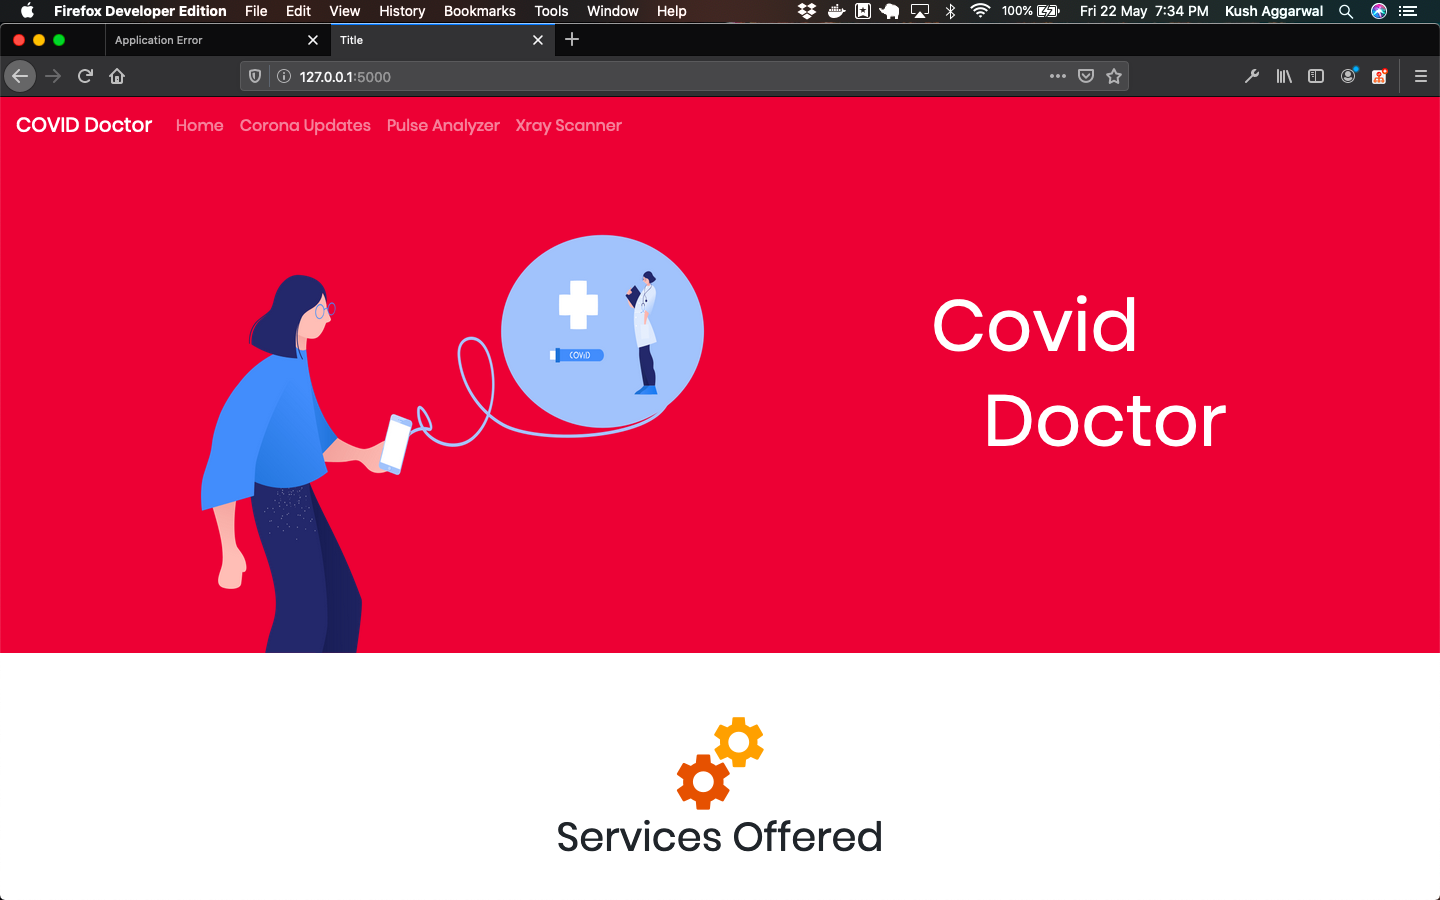 Firefox Developer Edition File Edit View History Bookmarks Tools Window Help 100% Fri 22 May 7:34 PM Kush Aggarwal
Application Error Title
127.0.0.1:5000
COVID Doctor Home Corona Updates Pulse Analyzer Xray Scanner
COVID
Covid
Doctor
Services Offered